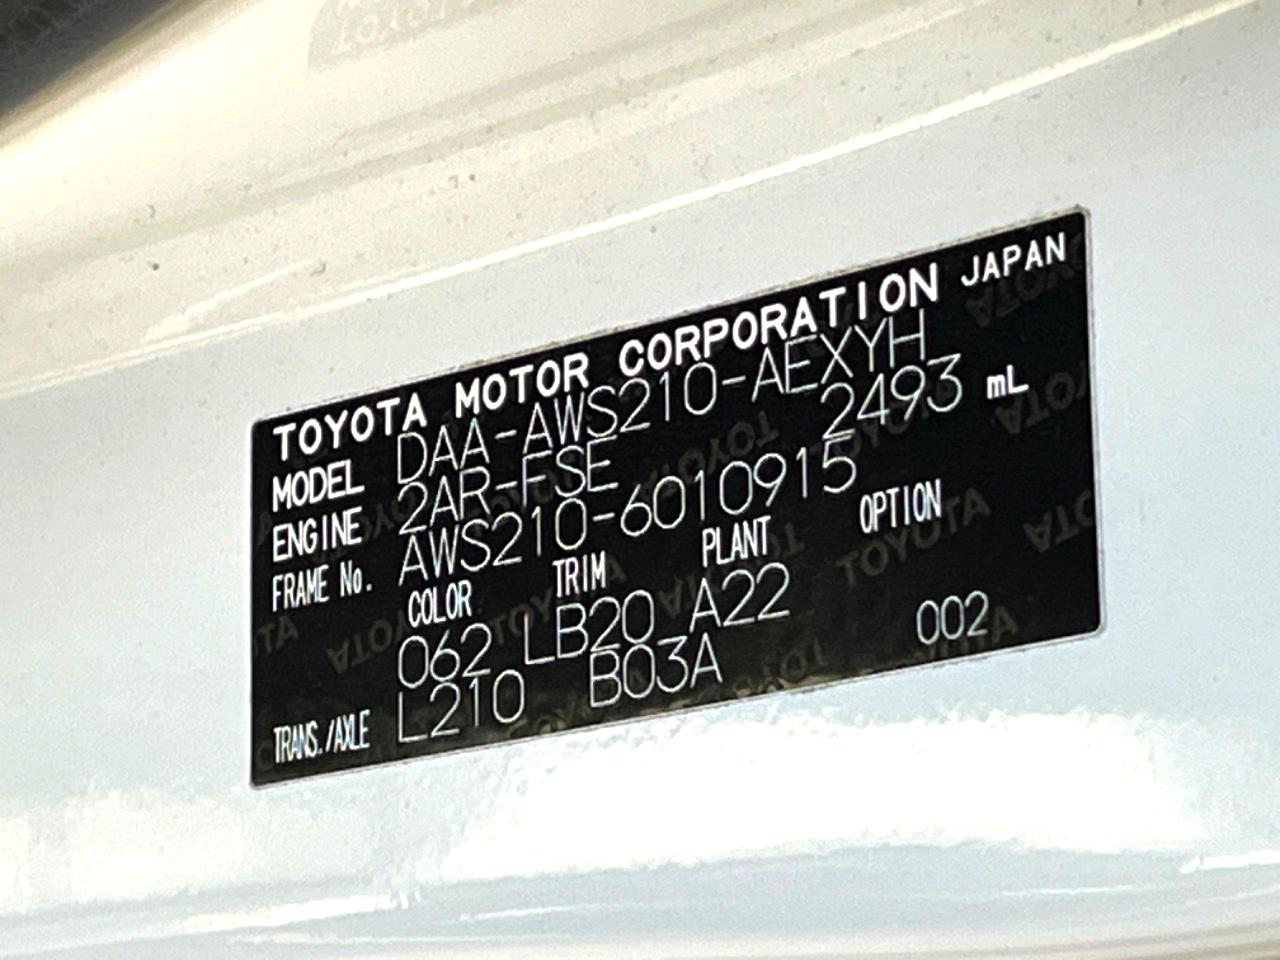 TOYOTA MOTOR CORPORATION JAPAN
MODEL DAA-AWS210-AEXYH
ENGINE 2AR-FSE 2493 mL
FRAME No. AWS210-6010915
COLOR TRIM PLANT OPTION
062 LB20 A22
TRANS./AXLE L210 B03A 002